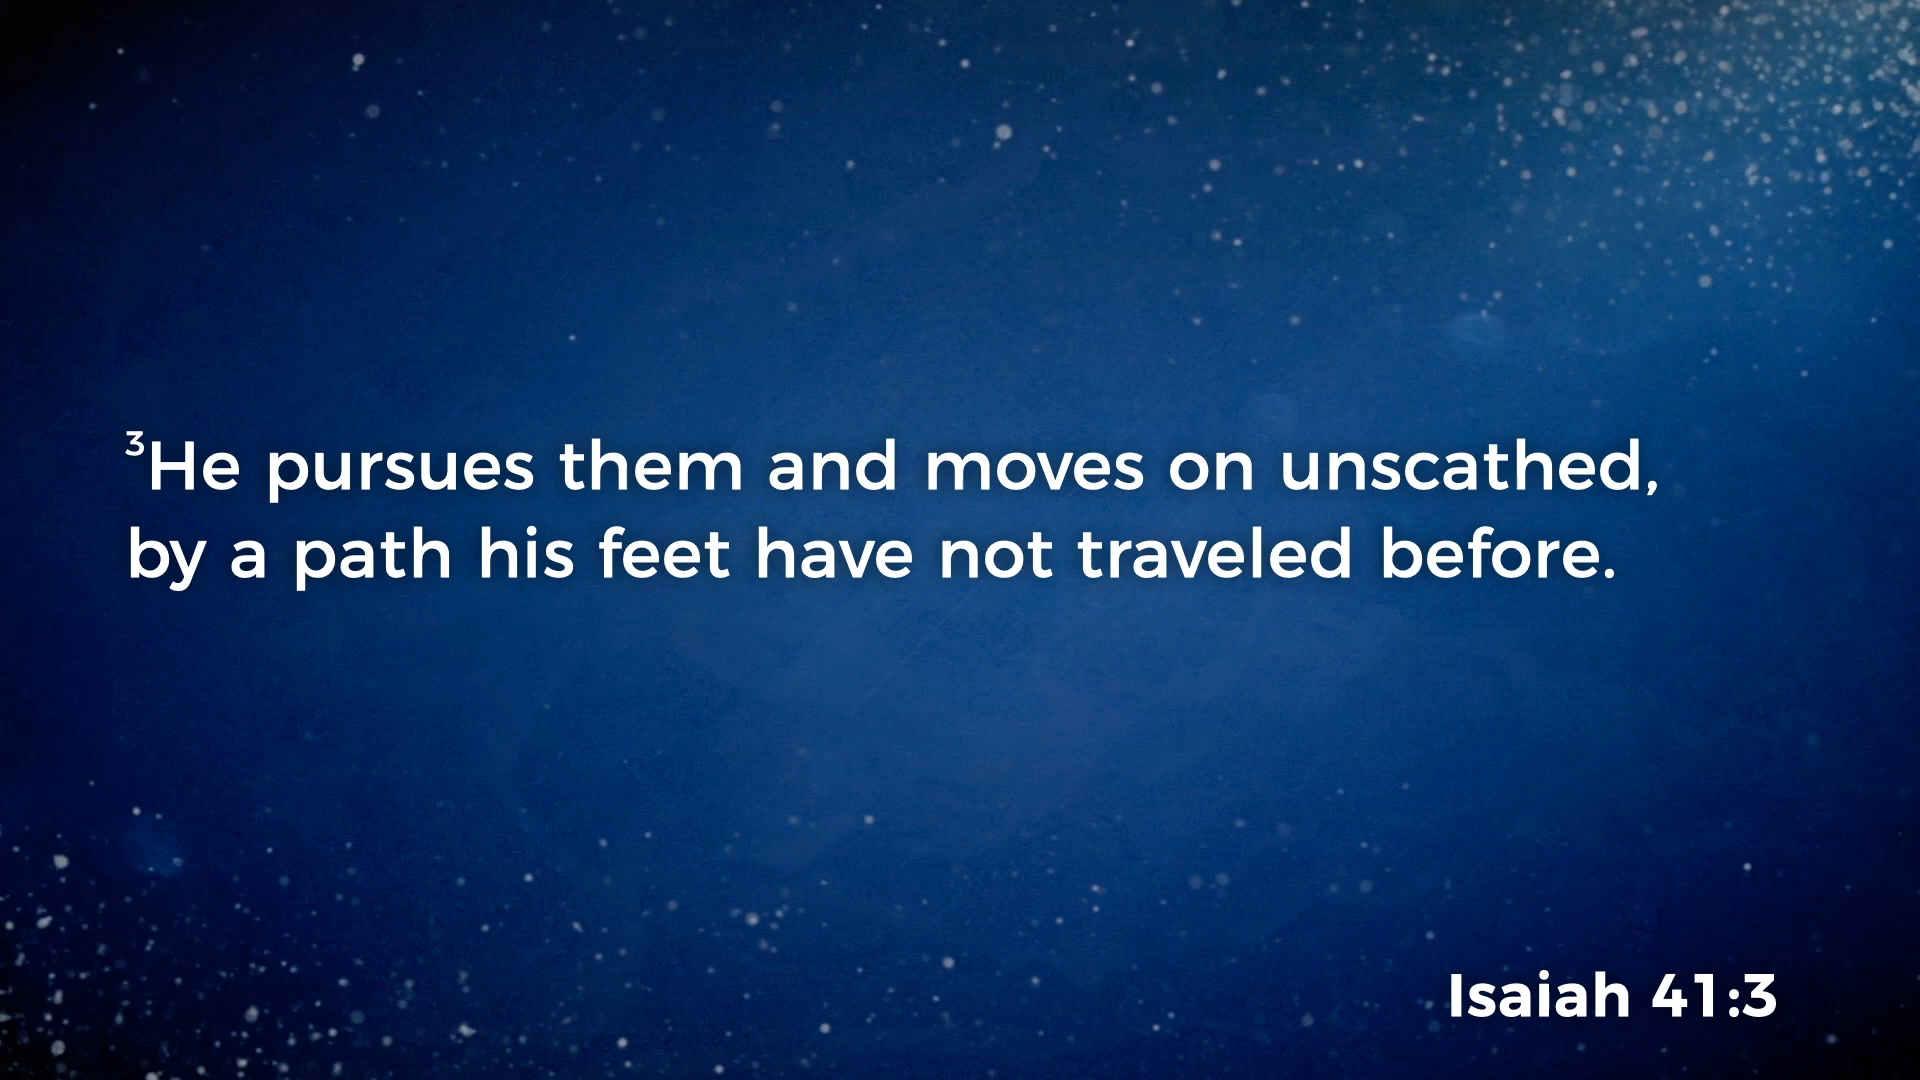 ³He pursues them and moves on unscathed,
by a path his feet have not traveled before.
Isaiah 41:3